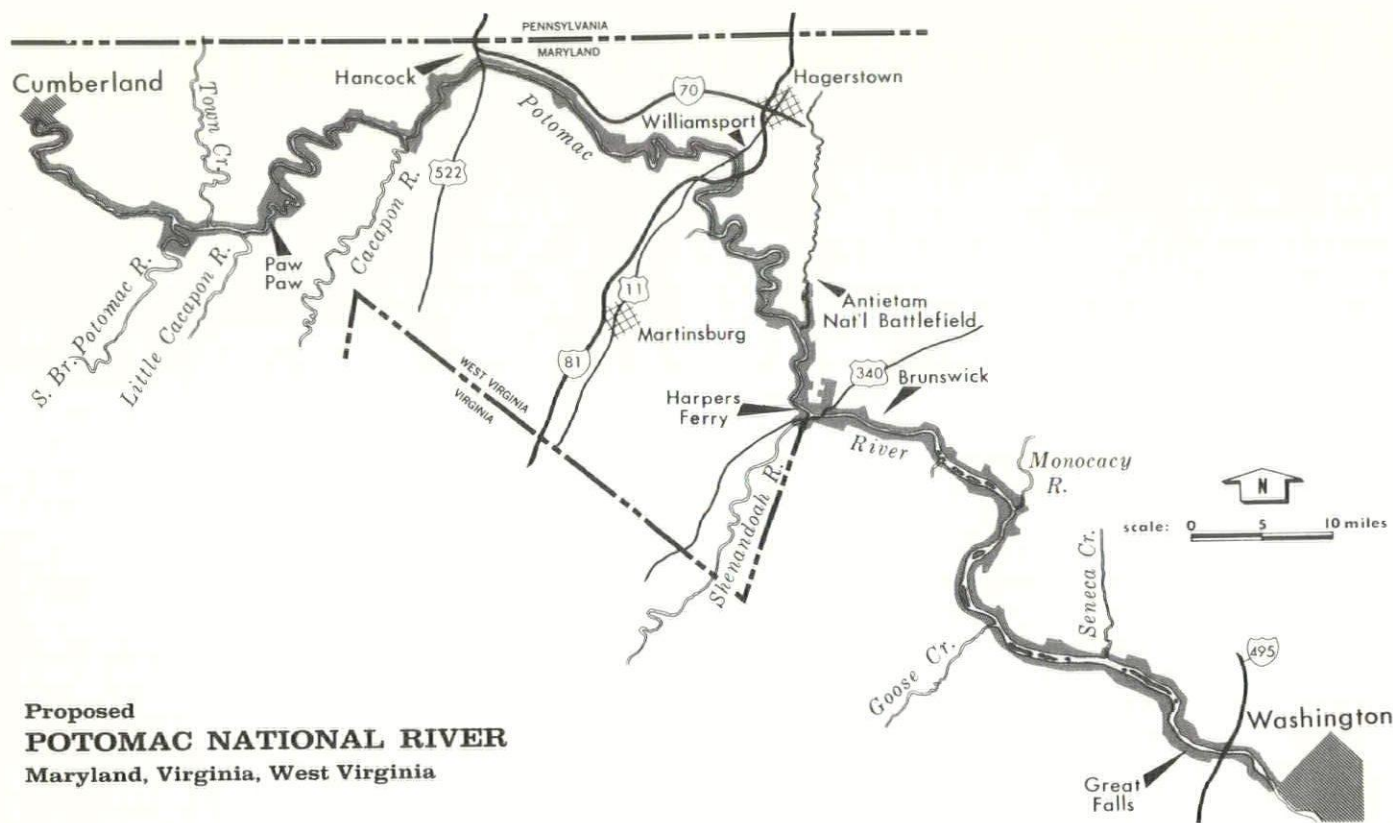 PENNSYLVANIA
MARYLAND
Cumberland
Town Cr.
Hancock
Potomac
70
Hagerstown
Williamsport
522
Cacapon R.
Paw
Paw
S. Br. Potomac R.
Little Cacapon R.
11
Martinsburg
81
WEST VIRGINIA
VIRGINIA
Antietam
Nat'l Battlefield
340
Brunswick
Harpers
Ferry
River
Shenandoah R.
Monocacy
R.
N
scale: 0 5 10 miles
Seneca Cr.
Goose Cr.
495
Washington
Great
Falls
Proposed
POTOMAC NATIONAL RIVER
Maryland, Virginia, West Virginia